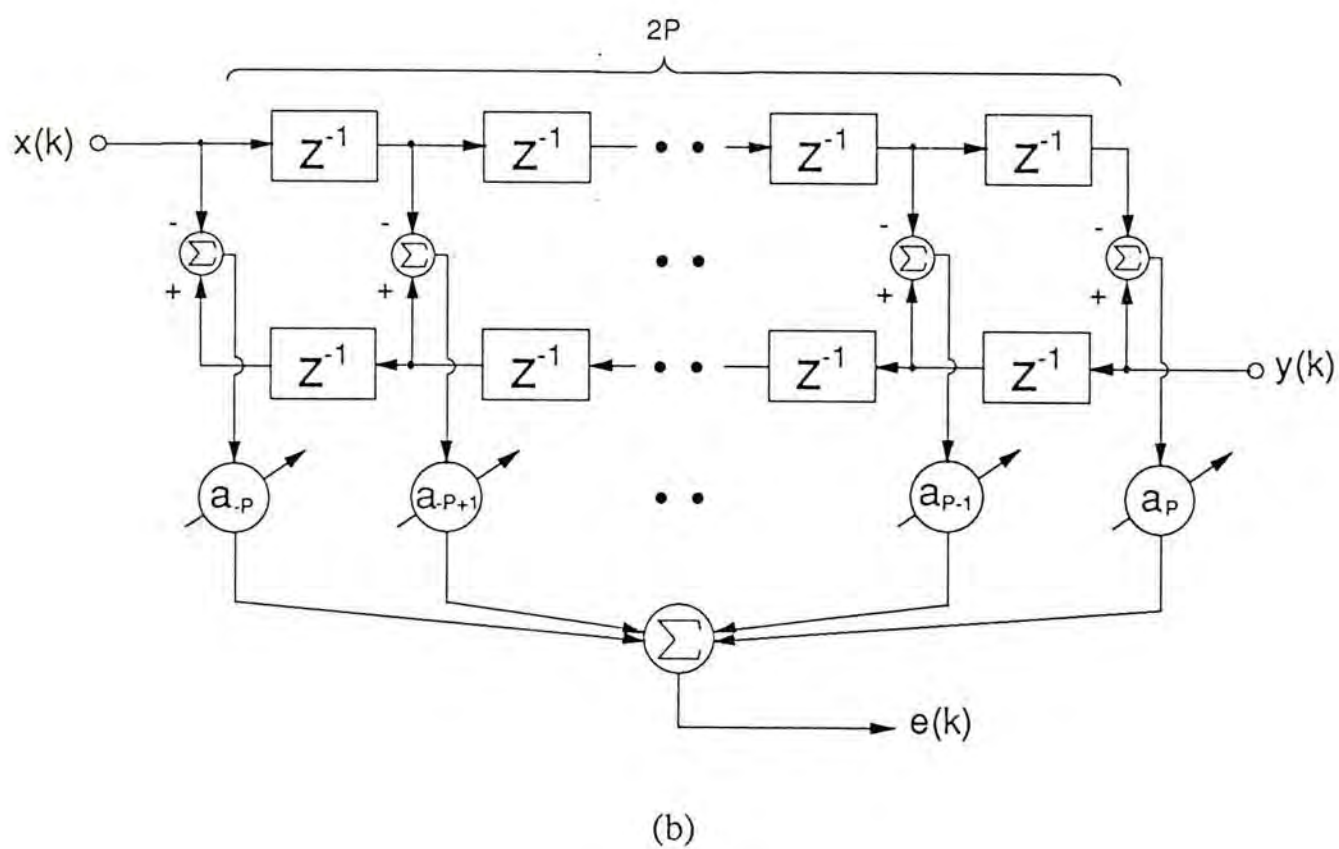 2P
x(k) Z⁻¹ Z⁻¹ Z⁻¹ Z⁻¹
- - - -
Σ Σ Σ Σ
+ + + +
Z⁻¹ Z⁻¹ Z⁻¹ Z⁻¹ y(k)
a-P a-P+1 aP-1 aP
Σ
e(k)
(b)